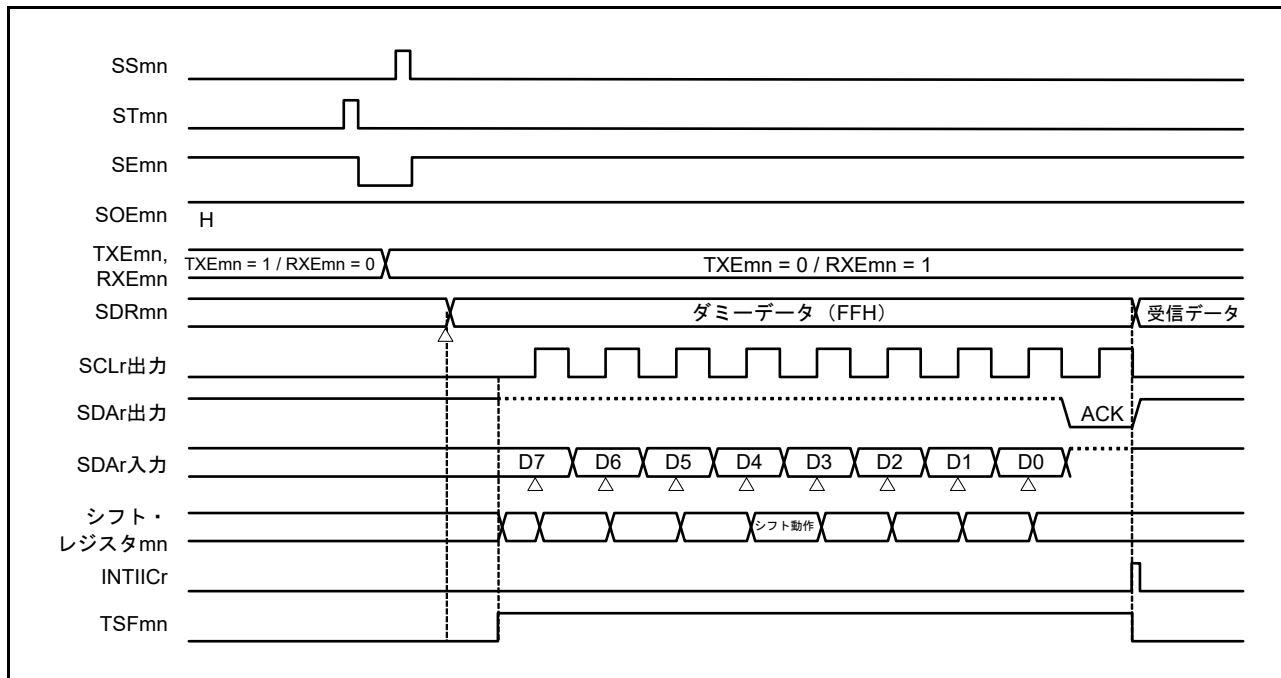 SSmn
STmn
SEmn
SOEmn
H
TXEmn,
RXEmn
TXEmn = 1 / RXEmn = 0
TXEmn = 0 / RXEmn = 1
SDRmn
ダミーデータ（FFH）
受信データ
SCLr出力
SDAr出力
ACK
SDAr入力
D7 D6 D5 D4 D3 D2 D1 D0
シフト・
レジスタmn
シフト動作
INTIICr
TSFmn